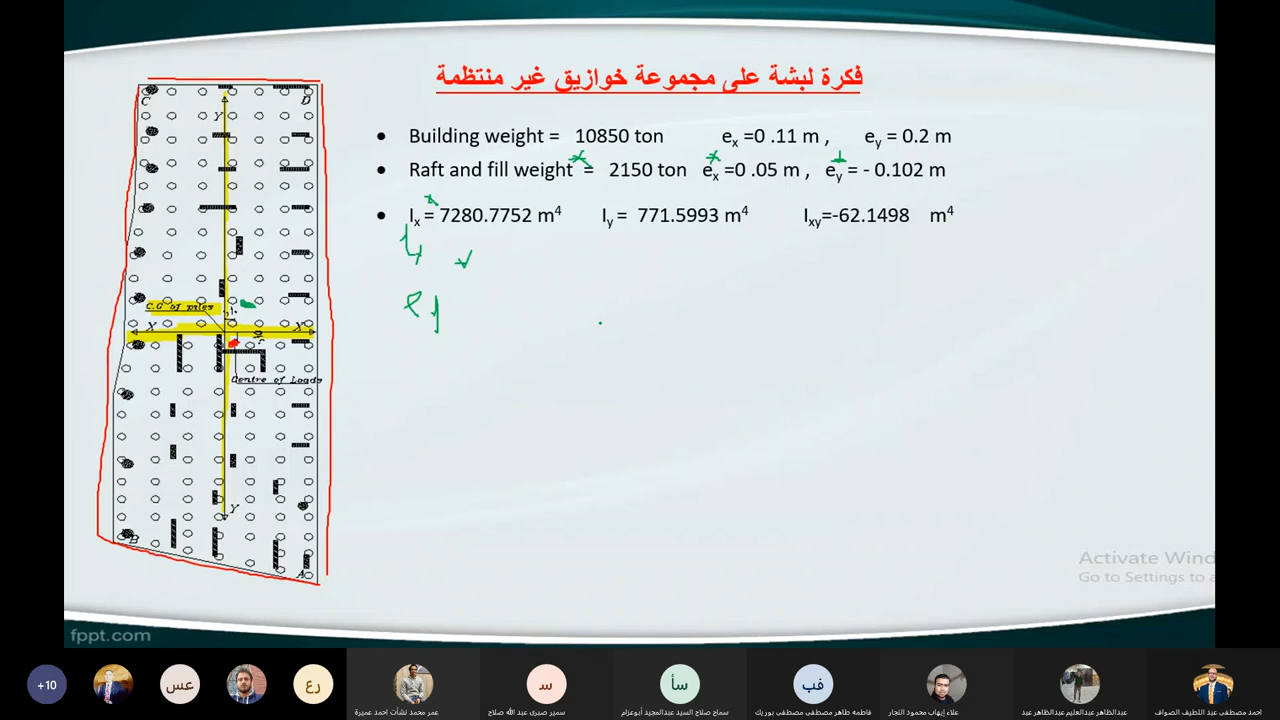 فكرة لبشة على مجموعة خوازيق غير منتظمة
• Building weight = 10850 ton ex =0 .11 m , ey = 0.2 m
• Raft and fill weight = 2150 ton ex =0 .05 m , ey = - 0.102 m
• Ix = 7280.7752 m4 Iy = 771.5993 m4 Ixy=-62.1498 m4
C D
Y
C.G of piles
X X
Centre of Loads
Y
B
A
Activate Wind
Go to Settings to a
fppt.com
+10
عس
رع
س
سأ
فب
عمر محمد نشأت احمد عميرة
سمير صبرى عبد الله صلاح
سماح صلاح السيد عبدالمجيد أبوعزام
فاطمه طاهر مصطفى مصطفى بوريك
علاء إيهاب محمود النجار
عبدالظاهر عبدالعليم عبدالظاهر عبد
احمد مصطفى عبد اللطيف الصواف